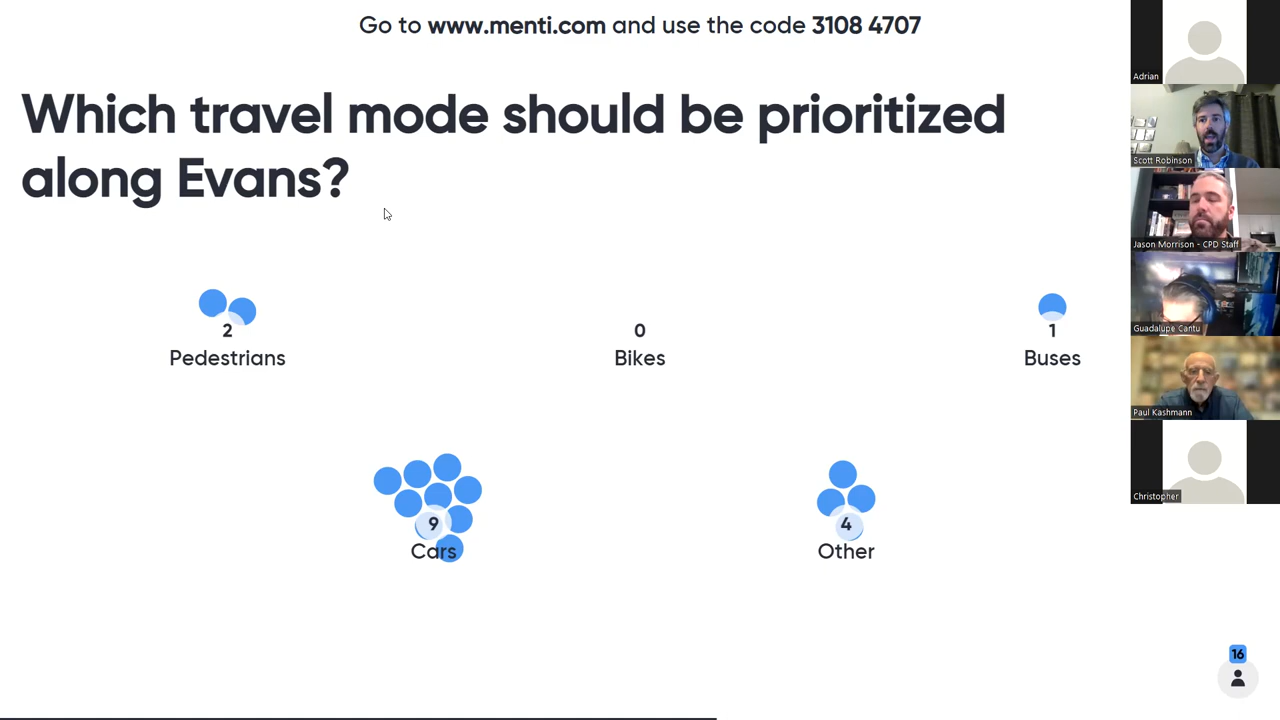 Go to www.menti.com and use the code 3108 4707
Which travel mode should be prioritized
along Evans?
2
Pedestrians
0
Bikes
1
Buses
9
Cars
4
Other
Adrian
Scott Robinson
Jason Morrison - CPD Staff
Guadalupe Cantu
Paul Kashmann
Christopher
16